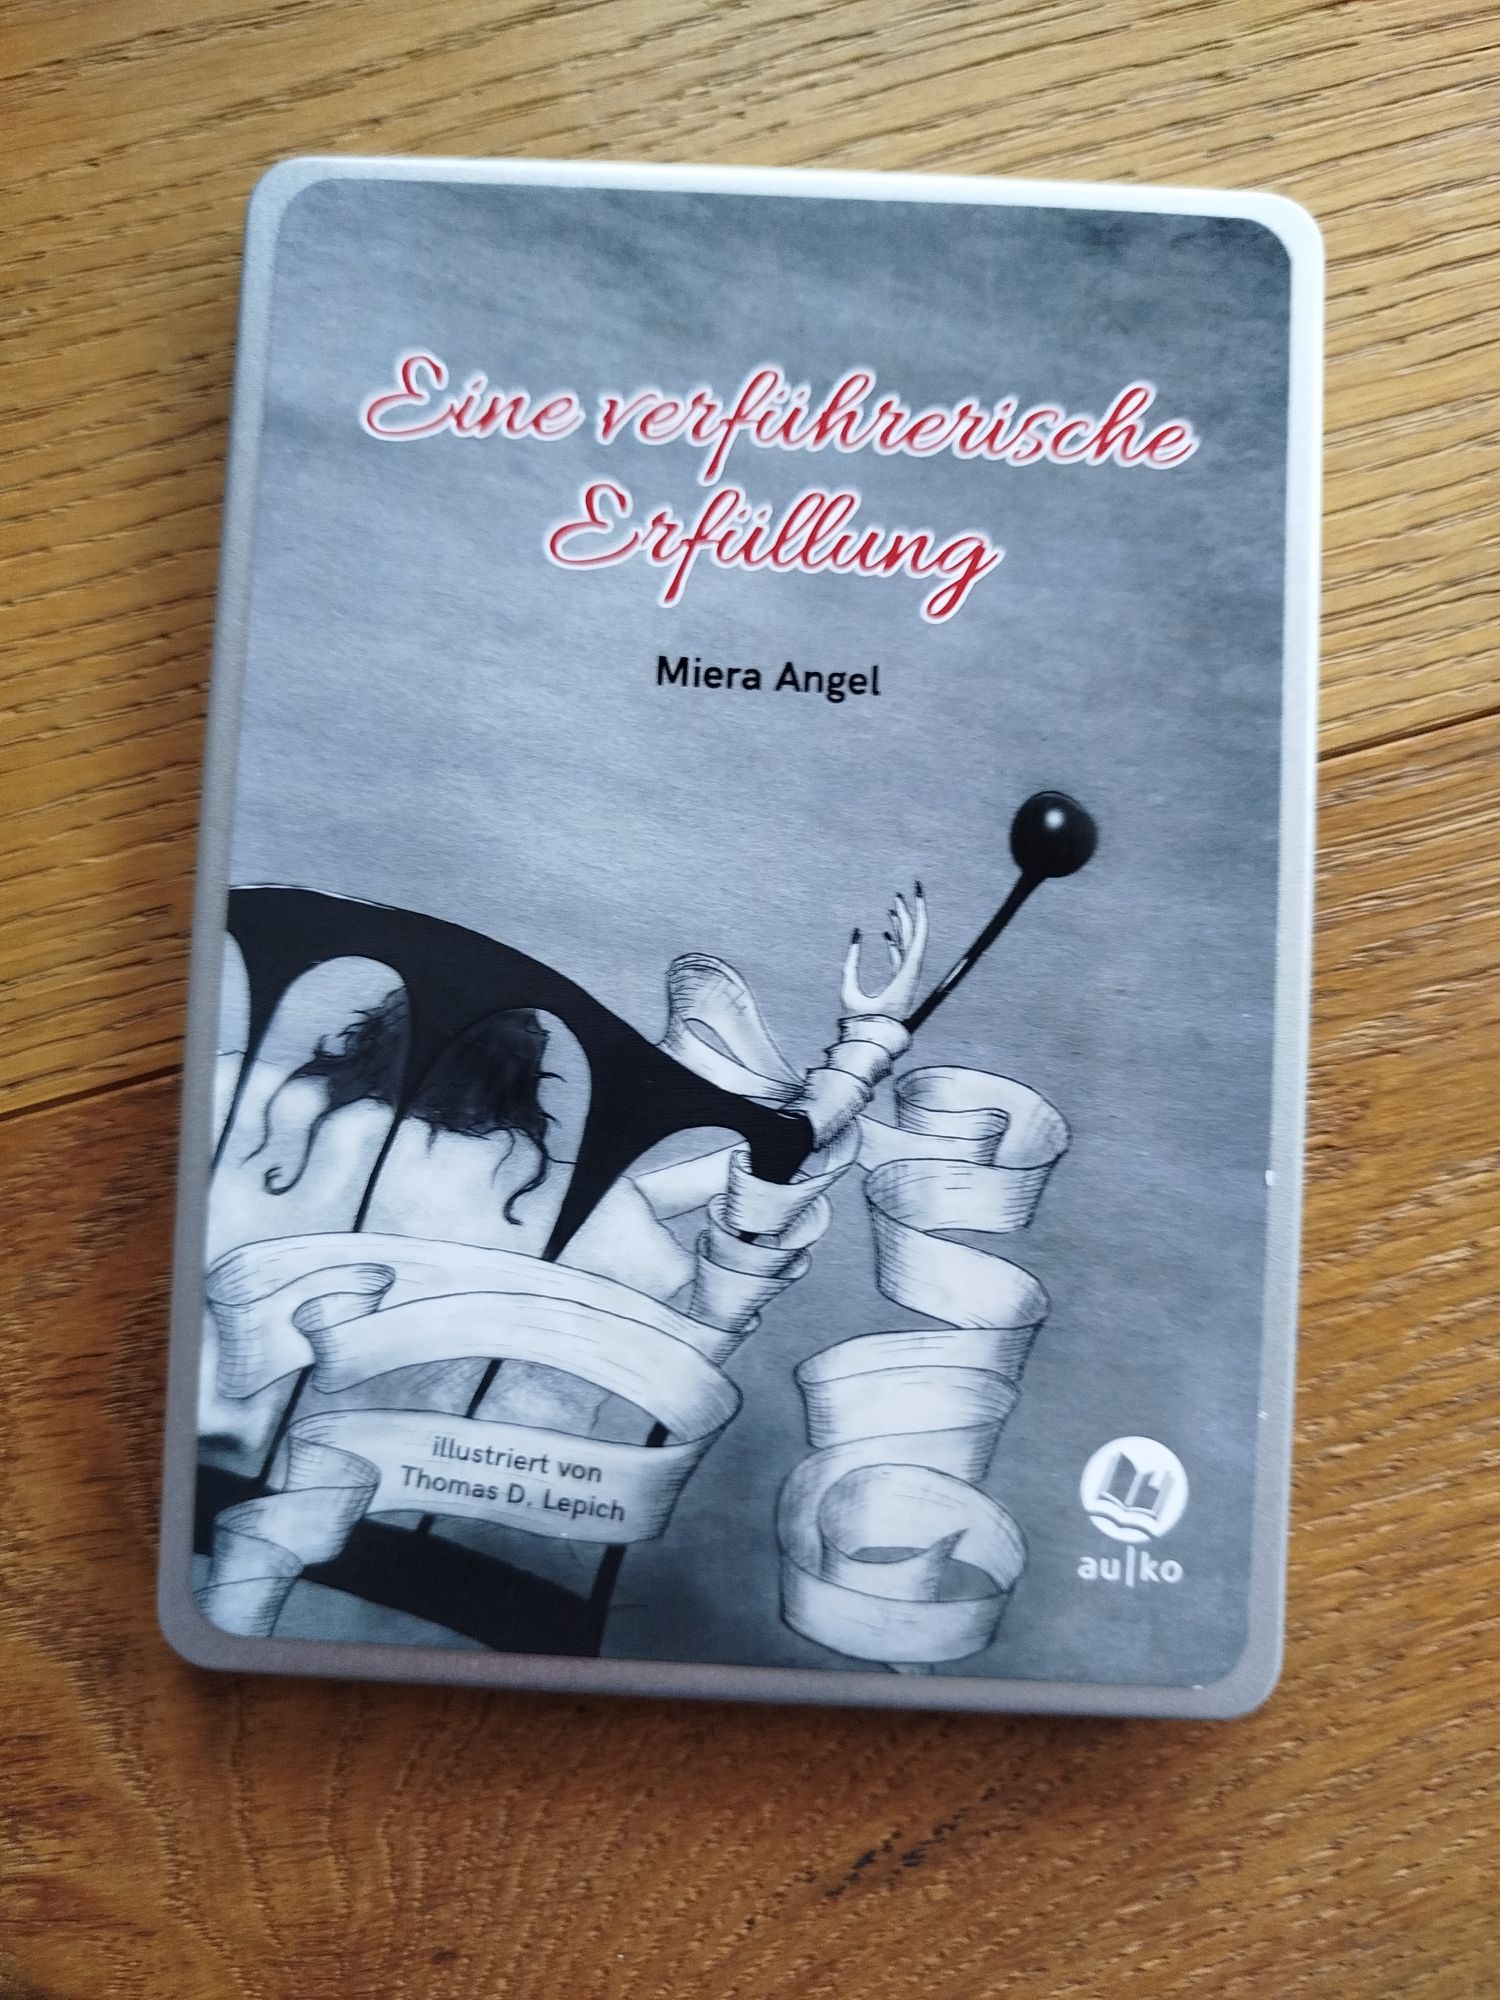 Eine verführerische
Erfüllung
Miera Angel
illustriert von
Thomas D. Lepich
au|ko